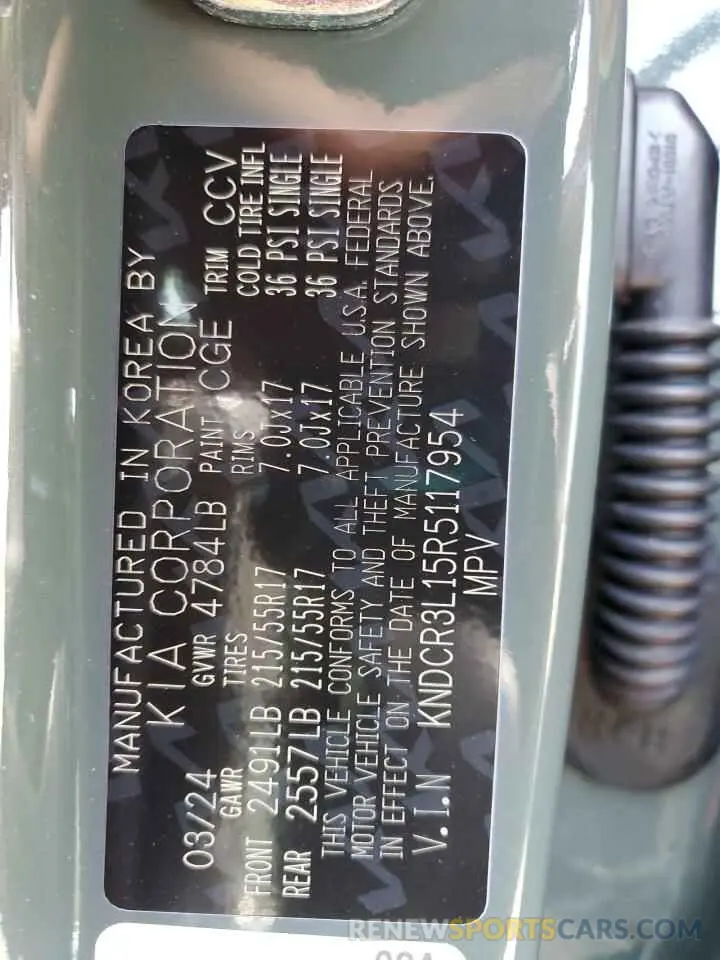 MANUFACTURED IN KOREA BY
KIA CORPORATION
03/24 GVWR 4784LB PAINT CGE TRIM CCV
GAWR TIRES RIMS COLD TIRE INFL
FRONT 2491LB 215/55R17 7.0Jx17 36 PSI SINGLE
REAR 2557LB 215/55R17 7.0Jx17 36 PSI SINGLE
THIS VEHICLE CONFORMS TO ALL APPLICABLE U.S.A. FEDERAL
MOTOR VEHICLE SAFETY AND THEFT PREVENTION STANDARDS
IN EFFECT ON THE DATE OF MANUFACTURE SHOWN ABOVE.
V.I.N KNDCR3L15R5117954
MPV
RENEWSPORTSCARS.COM